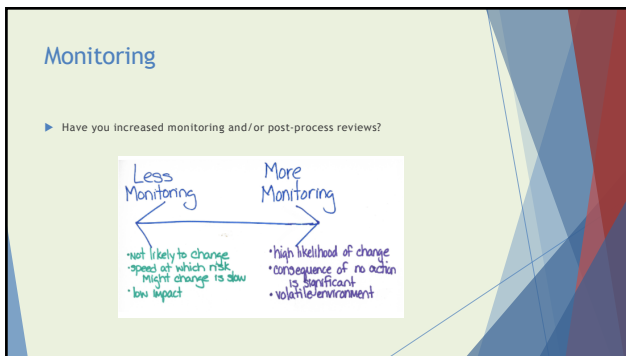 Monitoring
Have you increased monitoring and/or post-process reviews?
Less
Monitoring
More
Monitoring
•not likely to change
•speed at which risk
Might change is slow
•low impact
•high likelihood of change
•consequence of no action
is significant
•volatile environment